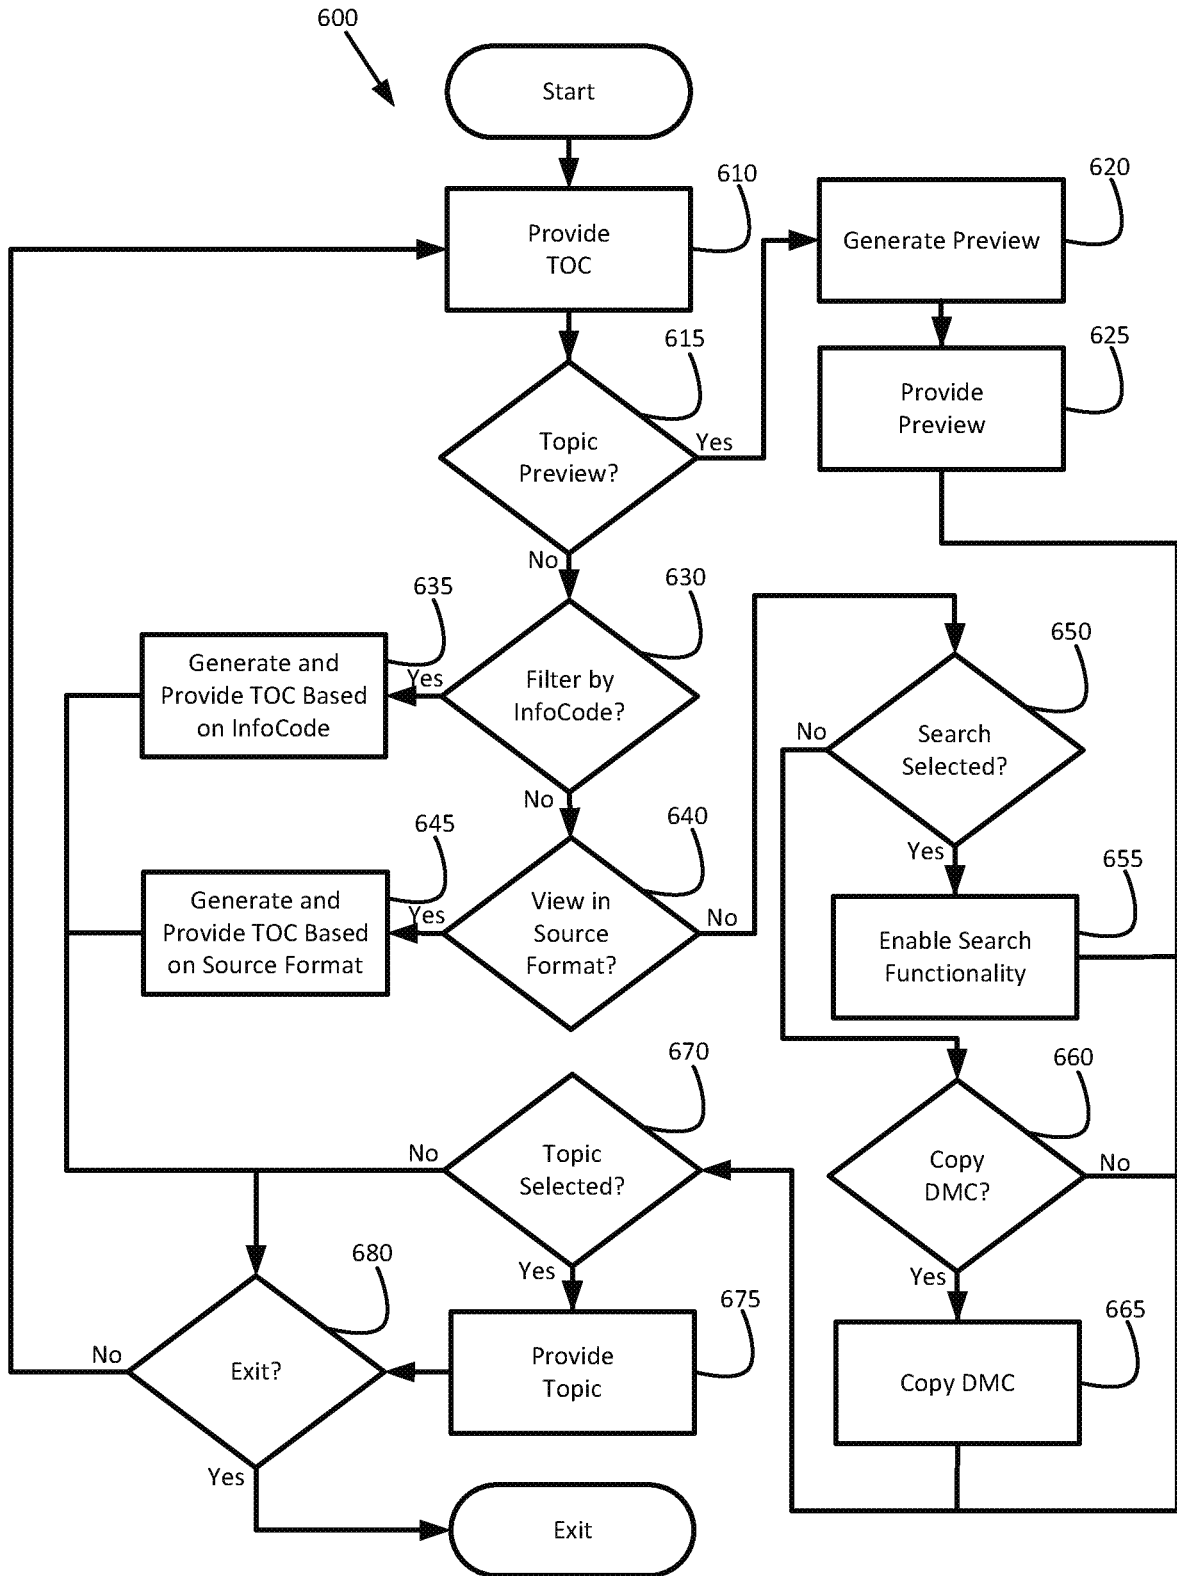 600
Start
610
Provide
TOC
620
Generate Preview
615
Topic
Preview?
Yes
No
625
Provide
Preview
635
Generate and
Provide TOC Based
on InfoCode
Yes
630
Filter by
InfoCode?
No
650
Search
Selected?
No
Yes
645
Generate and
Provide TOC Based
on Source Format
Yes
640
View in
Source
Format?
No
655
Enable Search
Functionality
670
Topic
Selected?
No
Yes
660
Copy
DMC?
No
Yes
680
Exit?
No
Yes
675
Provide
Topic
665
Copy DMC
Exit